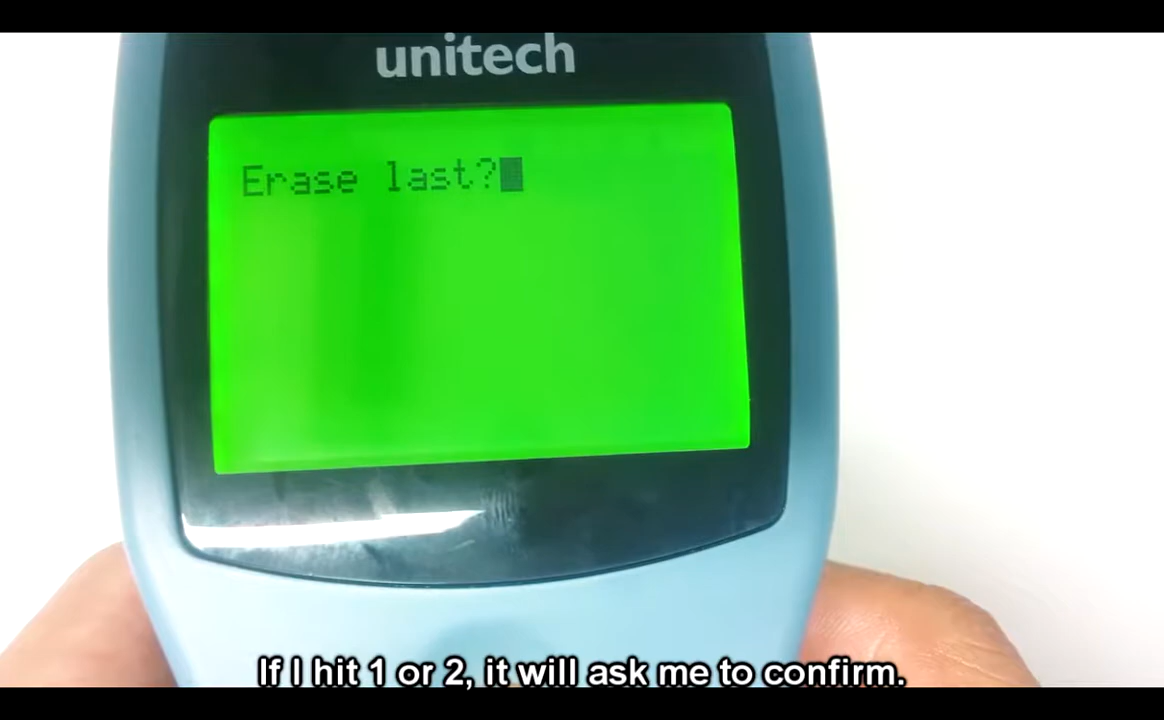 unitech
Erase last?
If I hit 1 or 2, it will ask me to confirm.